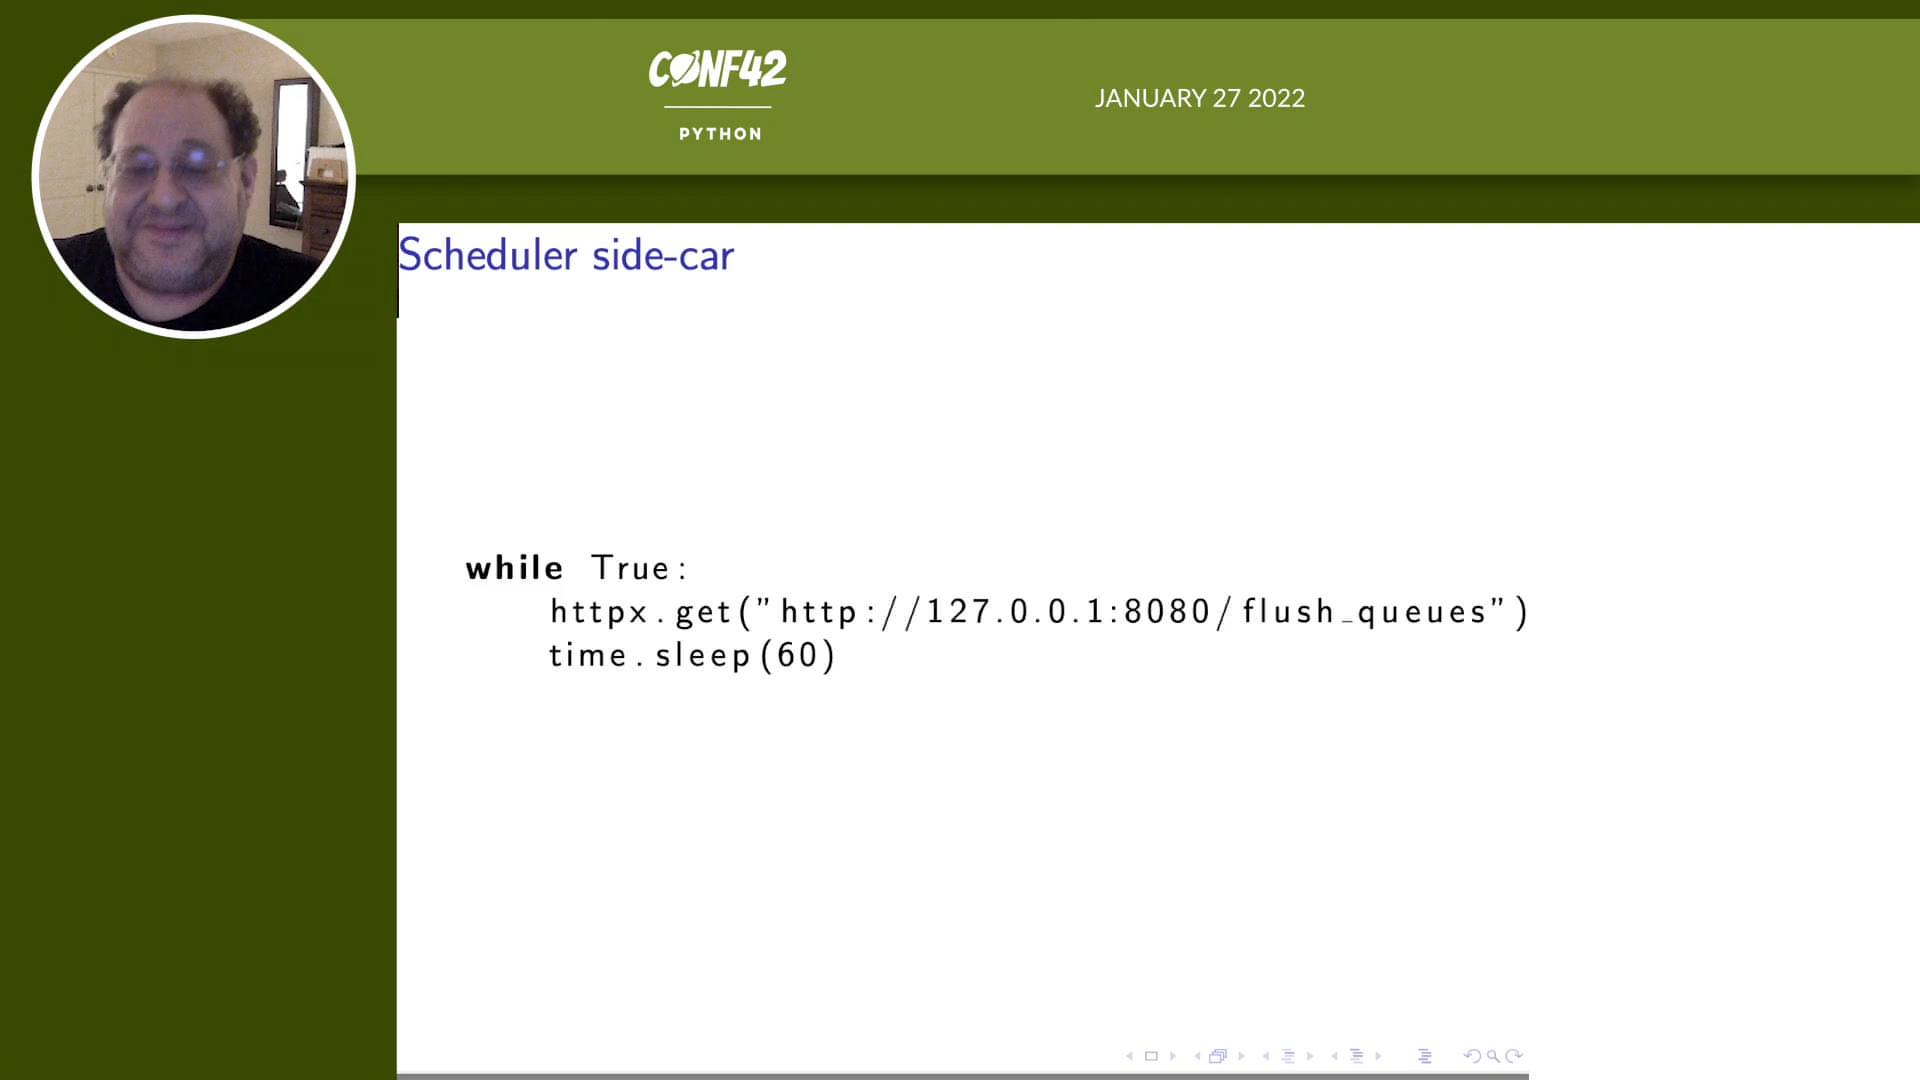 CONF42
PYTHON
JANUARY 27 2022
Scheduler side-car
while True:
httpx.get("http://127.0.0.1:8080/flush_queues")
time.sleep(60)